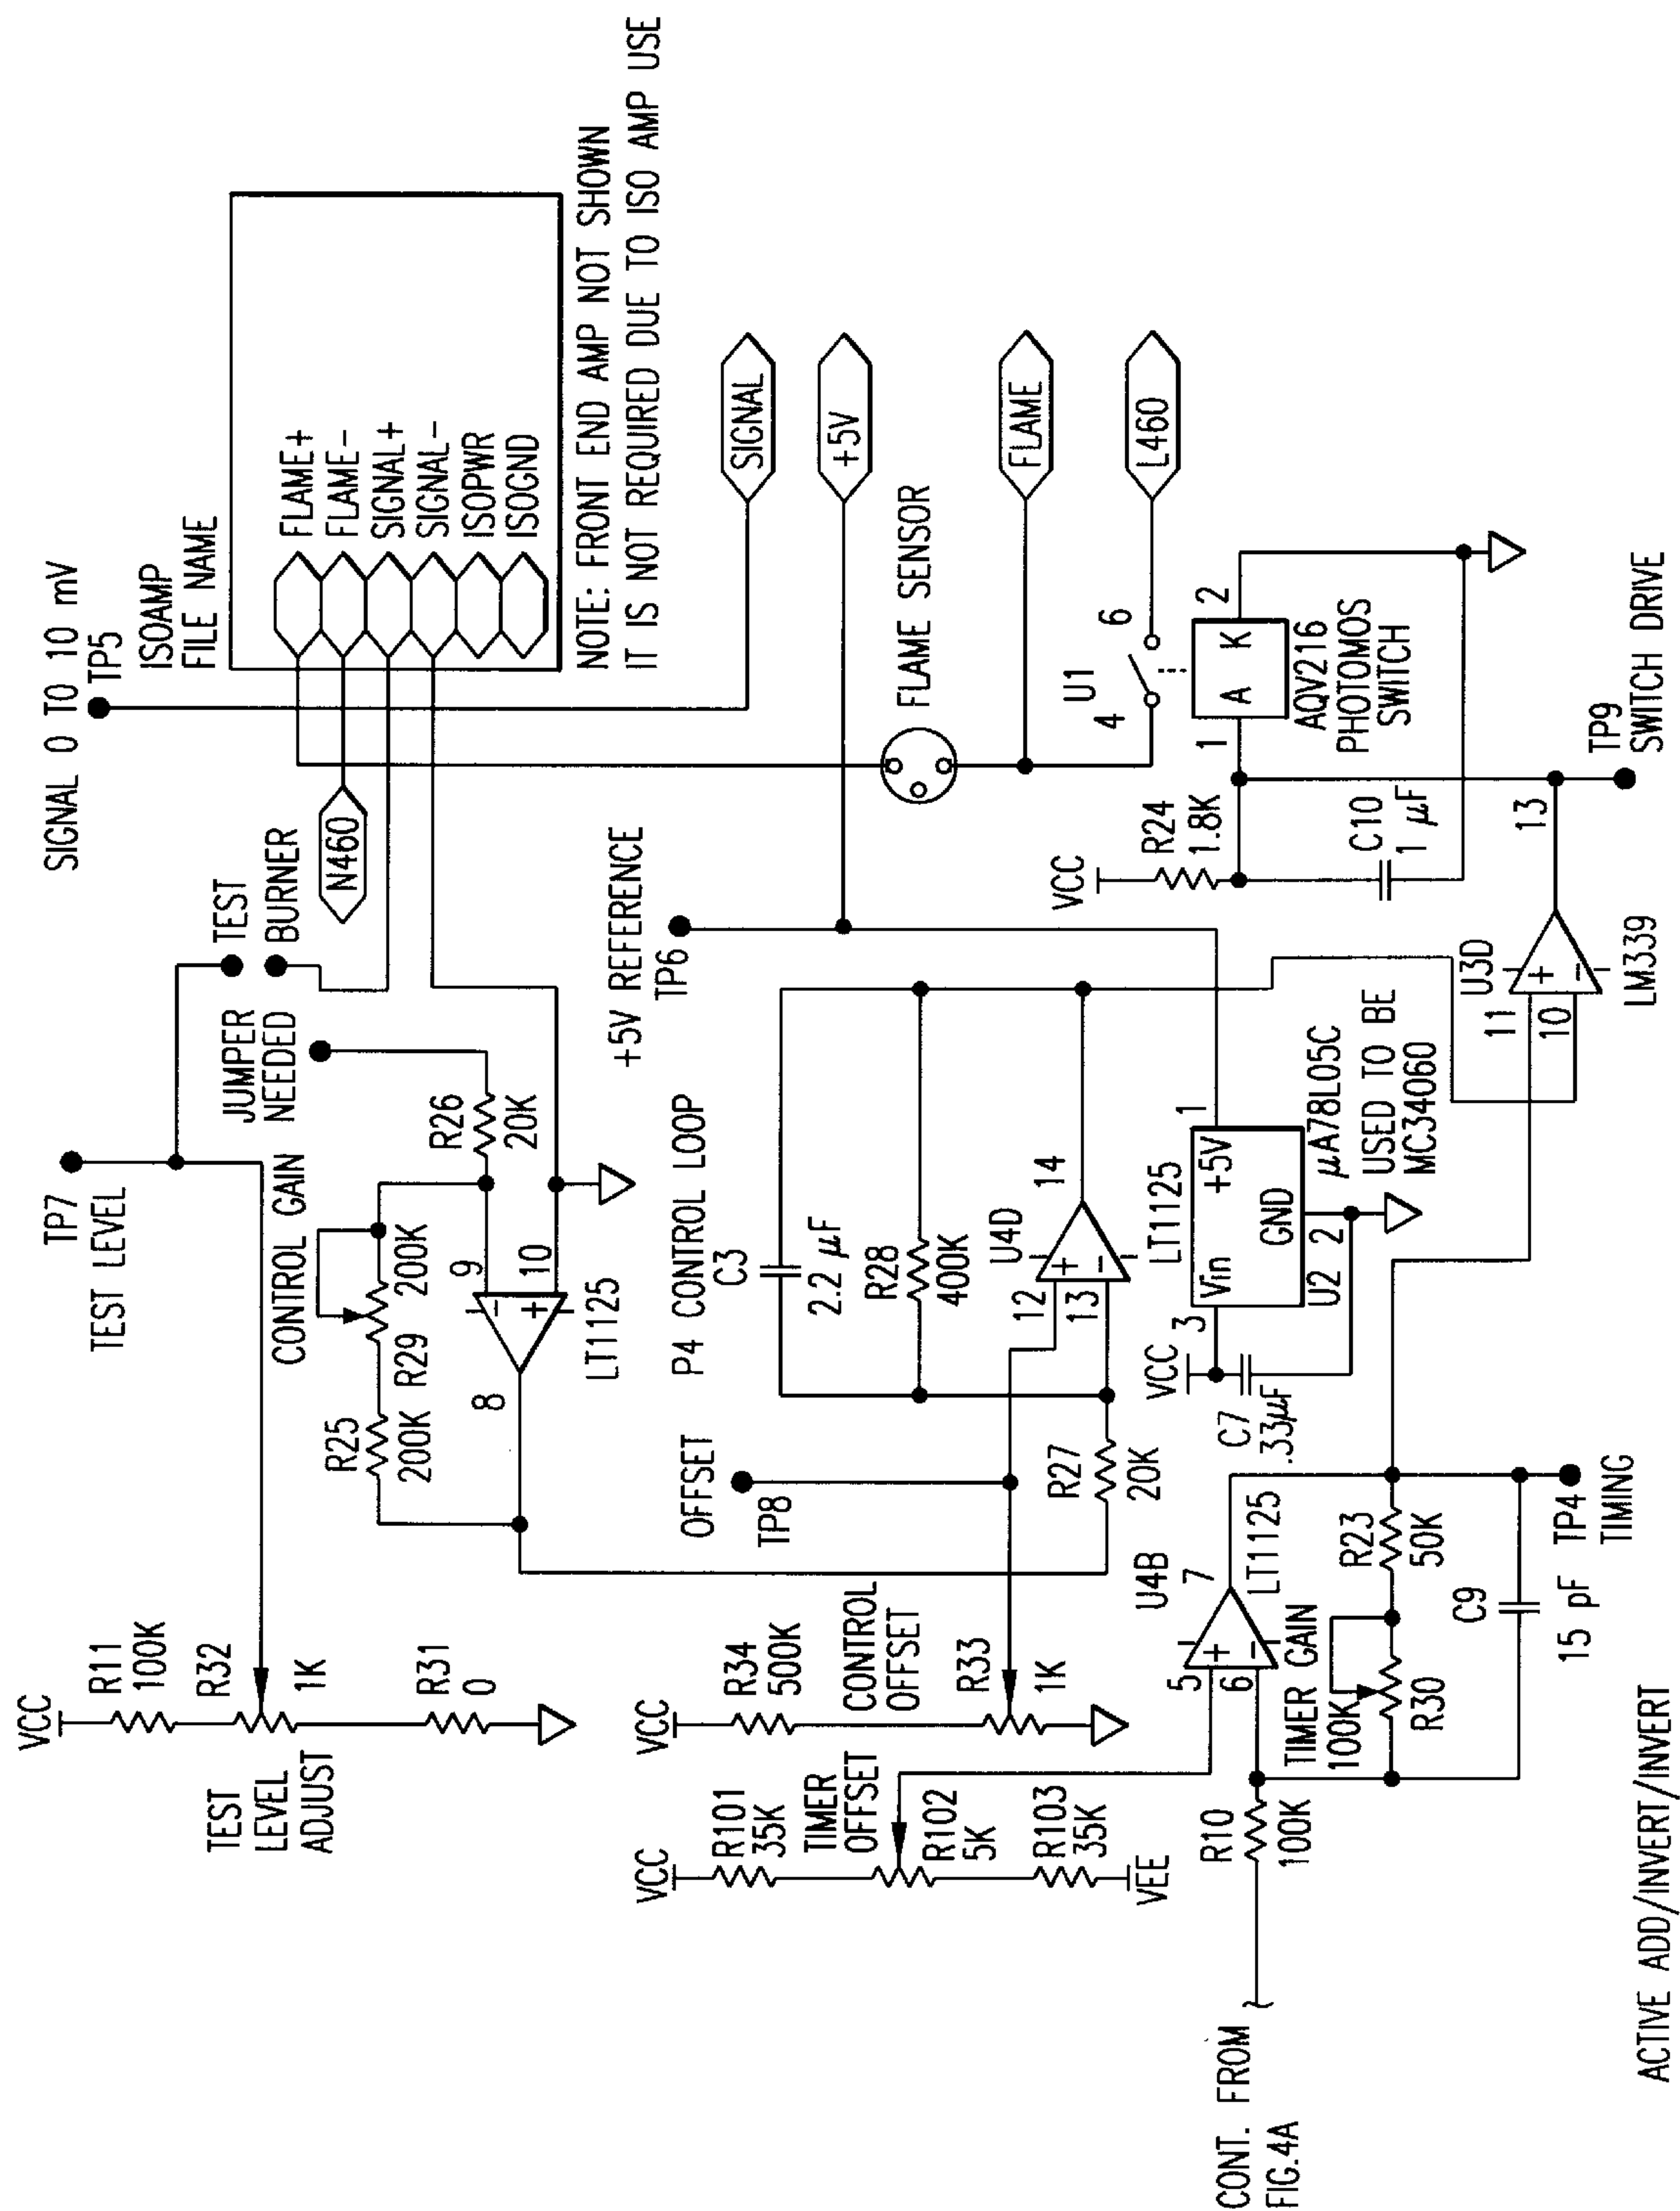 VCC
R11
100K
R32
1K
R31
0
TEST
LEVEL
ADJUST
TP7
TEST LEVEL
CONTROL GAIN
R25
200K
R29
200K
JUMPER
NEEDED
TEST
BURNER
R26
20K
9
10
8
LT1125
SIGNAL 0 TO 10 mV
TP5
ISOAMP
FILE NAME
N460
FLAME+
FLAME-
SIGNAL+
SIGNAL-
ISOPWR
ISOGND
NOTE: FRONT END AMP NOT SHOWN
IT IS NOT REQUIRED DUE TO ISO AMP USE
VCC
R34
500K
CONTROL
OFFSET
R33
1K
OFFSET
TP8
P4 CONTROL LOOP
C3
2.2 µF
R28
400K
U4D
12
13
14
LT1125
R27
20K
+5V REFERENCE
TP6
SIGNAL
+5V
FLAME SENSOR
FLAME
L460
VCC
R101
35K
TIMER
OFFSET
R102
5K
R103
35K
VEE
U4B
5
6
7
LT1125
R10
100K
TIMER GAIN
100K
R30
R23
50K
C9
15 pF
TP4
TIMING
VCC
3
C7
.33µF
Vin
+5V
GND
U2
2
1
µA78L05C
USED TO BE
MC34060
U3D
11
10
13
LM339
VCC
R24
1.8K
C10
1 µF
U1
4
6
1
A
K
2
AQV216
PHOTOMOS
SWITCH
TP9
SWITCH DRIVE
CONT. FROM
FIG.4A
ACTIVE ADD/INVERT/INVERT